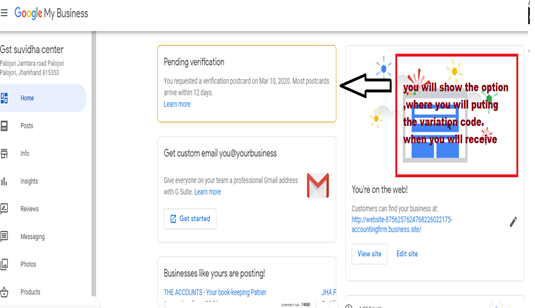 Google My Business
Gst suvidha center
Palojori Jamtara road Palojori
Palojori, Jharkhand 815353
Home
Posts
Info
Insights
Reviews
Messaging
Photos
Products
Pending verification
You requested a verification postcard on Mar 10, 2020. Most postcards
arrive within 12 days.
Learn more
Get custom email you@yourbusiness
Give everyone on your team a professional Gmail address
with G Suite. Learn more
Get started
Businesses like yours are posting!
THE ACCOUNTS - Your book-keeping Patner
JHA P
you will show the option
,where you will puting
the variation code.
when you will receive
You're on the web!
Customers can find your business at:
http://website-8756257624768226022175-
accountingfirm.business.site/
View site
Edit site